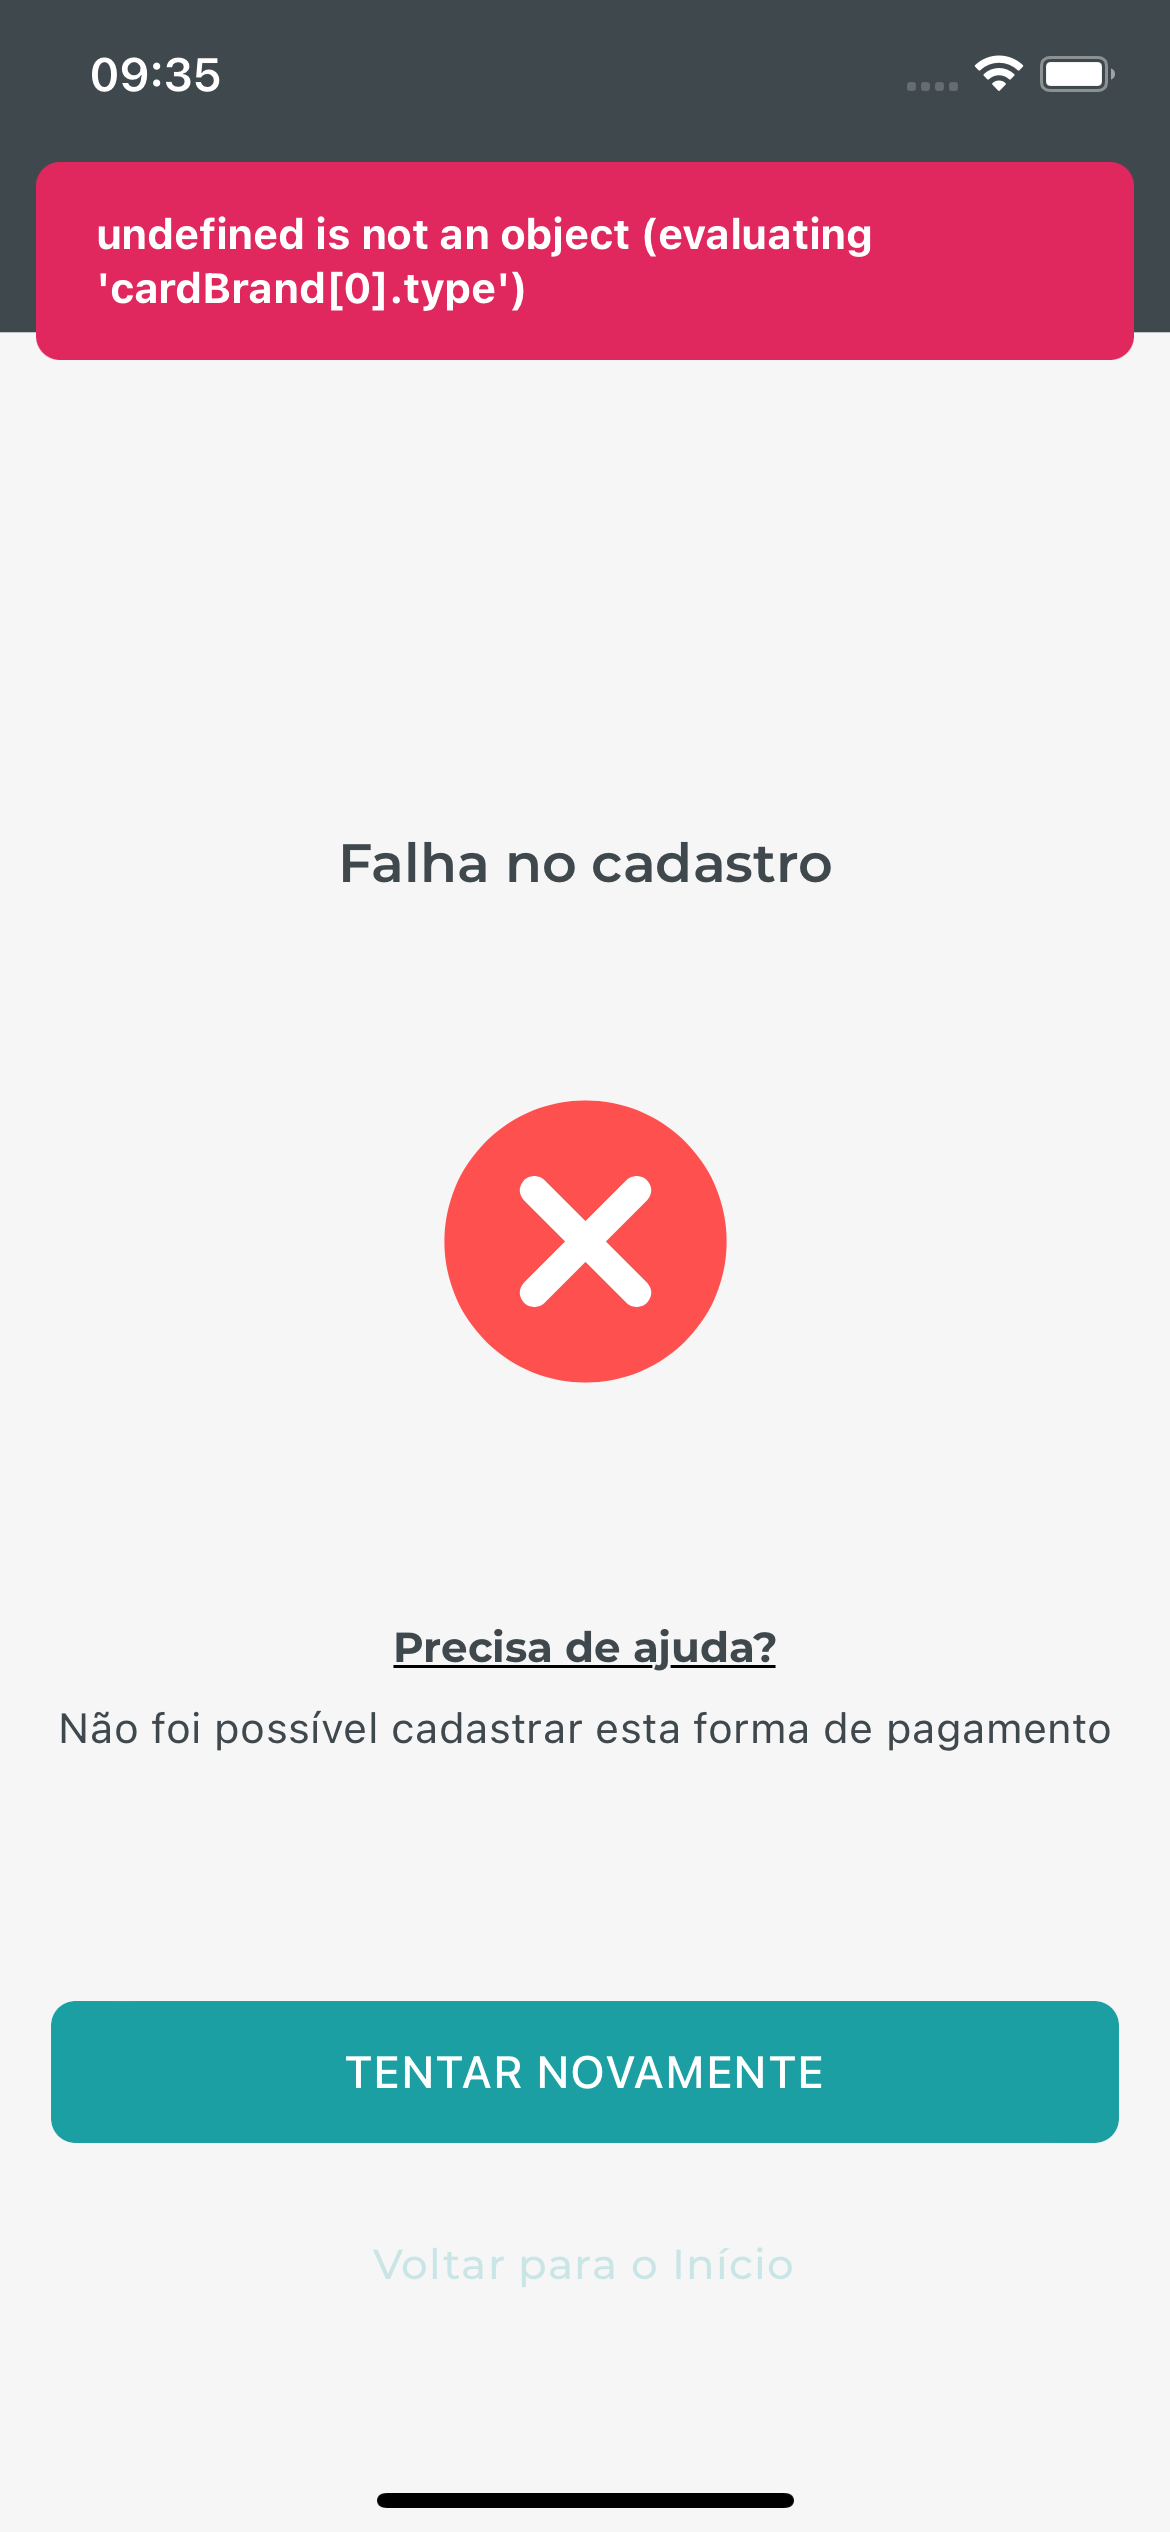 09:35
undefined is not an object (evaluating
'cardBrand[0].type')
Falha no cadastro
Precisa de ajuda?
Não foi possível cadastrar esta forma de pagamento
TENTAR NOVAMENTE
Voltar para o Início